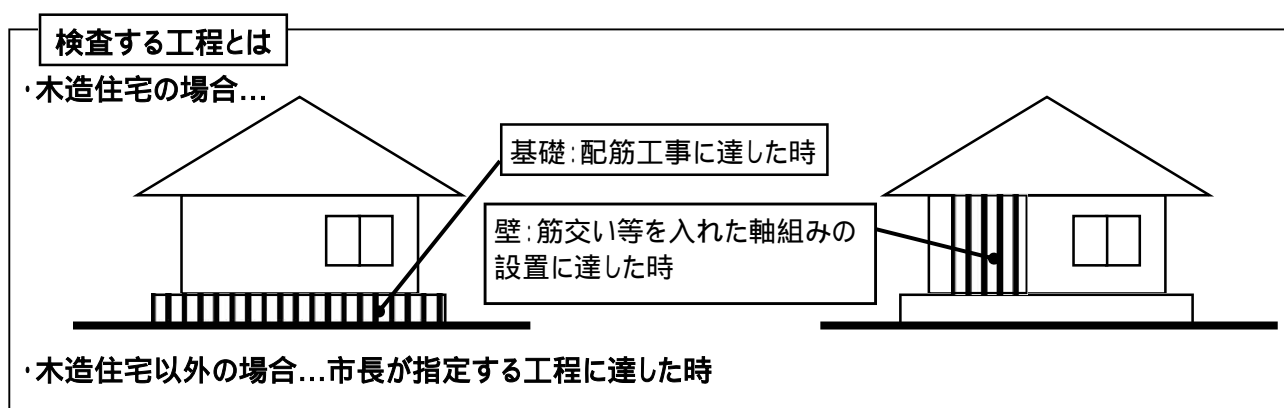 検査する工程とは
・木造住宅の場合…
基礎：配筋工事に達した時
壁：筋交い等を入れた軸組みの
設置に達した時
・木造住宅以外の場合…市長が指定する工程に達した時